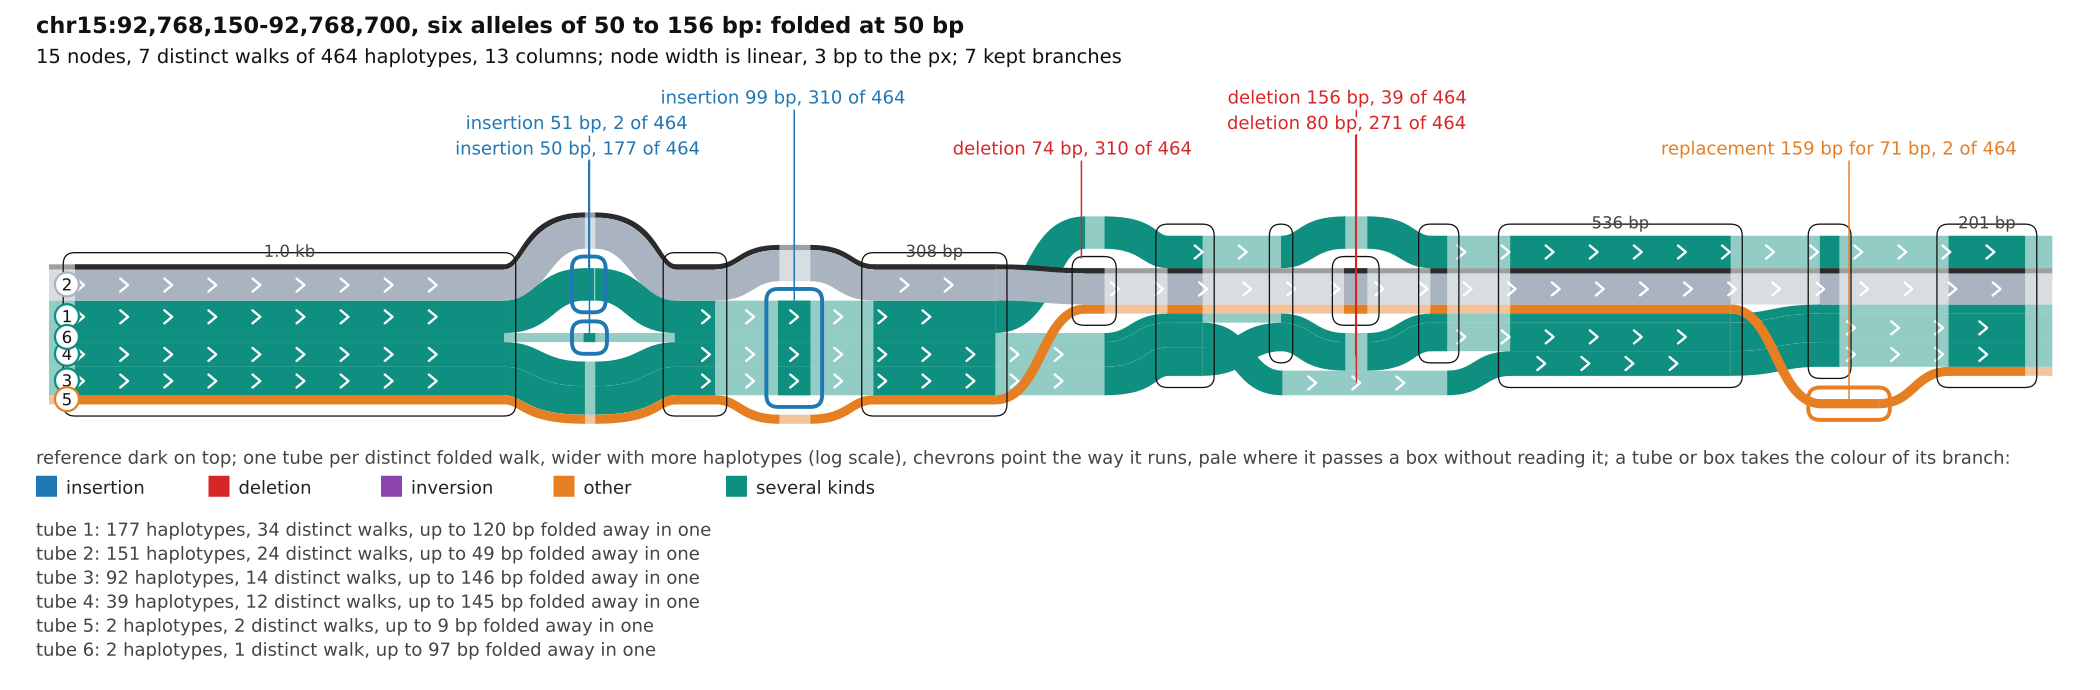 chr15:92,768,150-92,768,700, six alleles of 50 to 156 bp: folded at 50 bp
15 nodes, 7 distinct walks of 464 haplotypes, 13 columns; node width is linear, 3 bp to the px; 7 kept branches
insertion 99 bp, 310 of 464
deletion 156 bp, 39 of 464
insertion 51 bp, 2 of 464
deletion 80 bp, 271 of 464
insertion 50 bp, 177 of 464
deletion 74 bp, 310 of 464
replacement 159 bp for 71 bp, 2 of 464
1.0 kb
308 bp
536 bp
201 bp
2
1
6
4
3
5
reference dark on top; one tube per distinct folded walk, wider with more haplotypes (log scale), chevrons point the way it runs, pale where it passes a box without reading it; a tube or box takes the colour of its branch:
insertion
deletion
inversion
other
several kinds
tube 1: 177 haplotypes, 34 distinct walks, up to 120 bp folded away in one
tube 2: 151 haplotypes, 24 distinct walks, up to 49 bp folded away in one
tube 3: 92 haplotypes, 14 distinct walks, up to 146 bp folded away in one
tube 4: 39 haplotypes, 12 distinct walks, up to 145 bp folded away in one
tube 5: 2 haplotypes, 2 distinct walks, up to 9 bp folded away in one
tube 6: 2 haplotypes, 1 distinct walk, up to 97 bp folded away in one